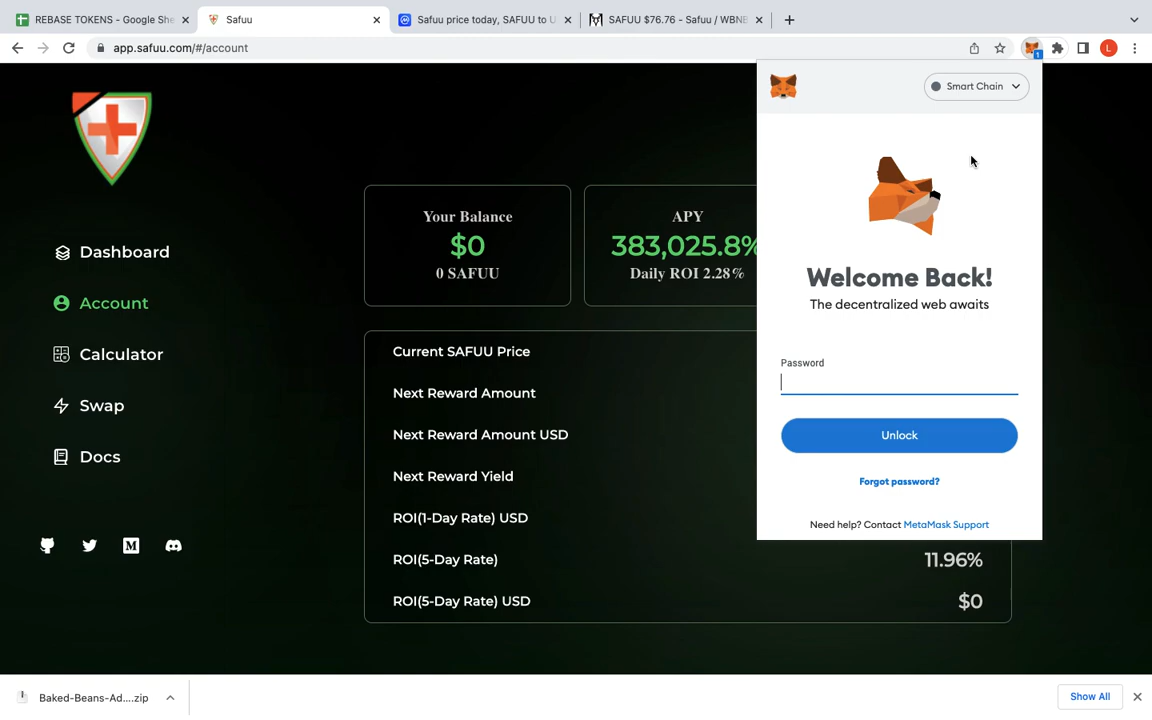 REBASE TOKENS - Google She
Safuu
Safuu price today, SAFUU to U
SAFUU $76.76 - Safuu / WBNB
app.safuu.com/#/account
1
L
Smart Chain
Welcome Back!
The decentralized web awaits
Password
Unlock
Forgot password?
Need help? Contact MetaMask Support
Dashboard
Account
Calculator
Swap
Docs
M
Your Balance
$0
0 SAFUU
APY
383,025.8%
Daily ROI 2.28%
Current SAFUU Price
Next Reward Amount
Next Reward Amount USD
Next Reward Yield
ROI(1-Day Rate) USD
ROI(5-Day Rate) 11.96%
ROI(5-Day Rate) USD $0
Baked-Beans-Ad....zip
Show All